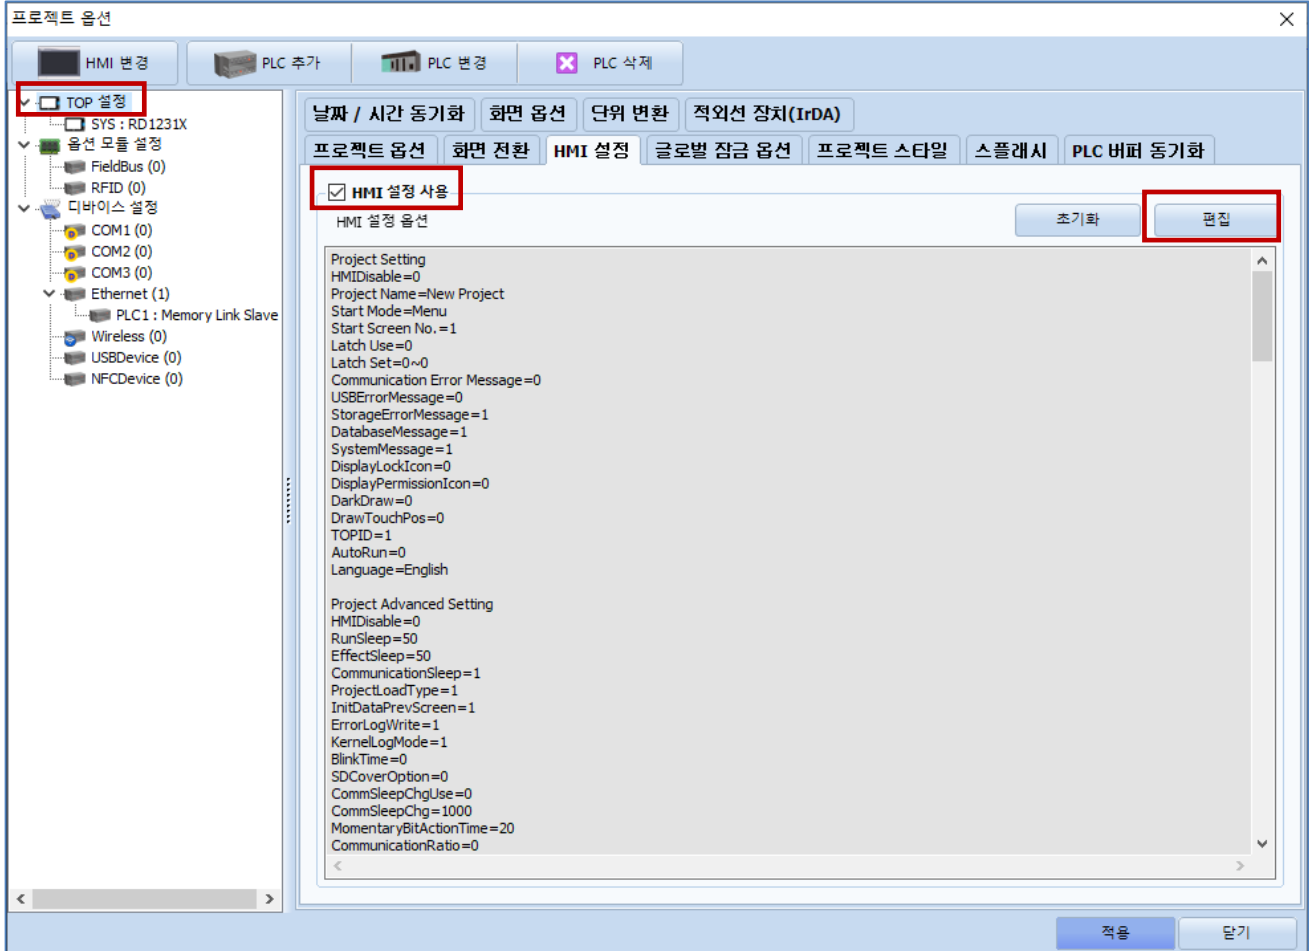 프로젝트 옵션
HMI 변경
PLC 추가
PLC 변경
PLC 삭제
TOP 설정
SYS : RD1231X
옵션 모듈 설정
FieldBus (0)
RFID (0)
디바이스 설정
COM1 (0)
COM2 (0)
COM3 (0)
Ethernet (1)
PLC1 : Memory Link Slave
Wireless (0)
USBDevice (0)
NFCDevice (0)
날짜 / 시간 동기화
화면 옵션
단위 변환
적외선 장치(IrDA)
프로젝트 옵션
화면 전환
HMI 설정
글로벌 잠금 옵션
프로젝트 스타일
스플래시
PLC 버퍼 동기화
HMI 설정 사용
HMI 설정 옵션
초기화
편집
Project Setting
HMIDisable=0
Project Name=New Project
Start Mode=Menu
Start Screen No.=1
Latch Use=0
Latch Set=0~0
Communication Error Message=0
USBErrorMessage=0
StorageErrorMessage=1
DatabaseMessage=1
SystemMessage=1
DisplayLockIcon=0
DisplayPermissionIcon=0
DarkDraw=0
DrawTouchPos=0
TOPID=1
AutoRun=0
Language=English
Project Advanced Setting
HMIDisable=0
RunSleep=50
EffectSleep=50
CommunicationSleep=1
ProjectLoadType=1
InitDataPrevScreen=1
ErrorLogWrite=1
KernelLogMode=1
BlinkTime=0
SDCoverOption=0
CommSleepChgUse=0
CommSleepChg=1000
MomentaryBitActionTime=20
CommunicationRatio=0
적용
닫기